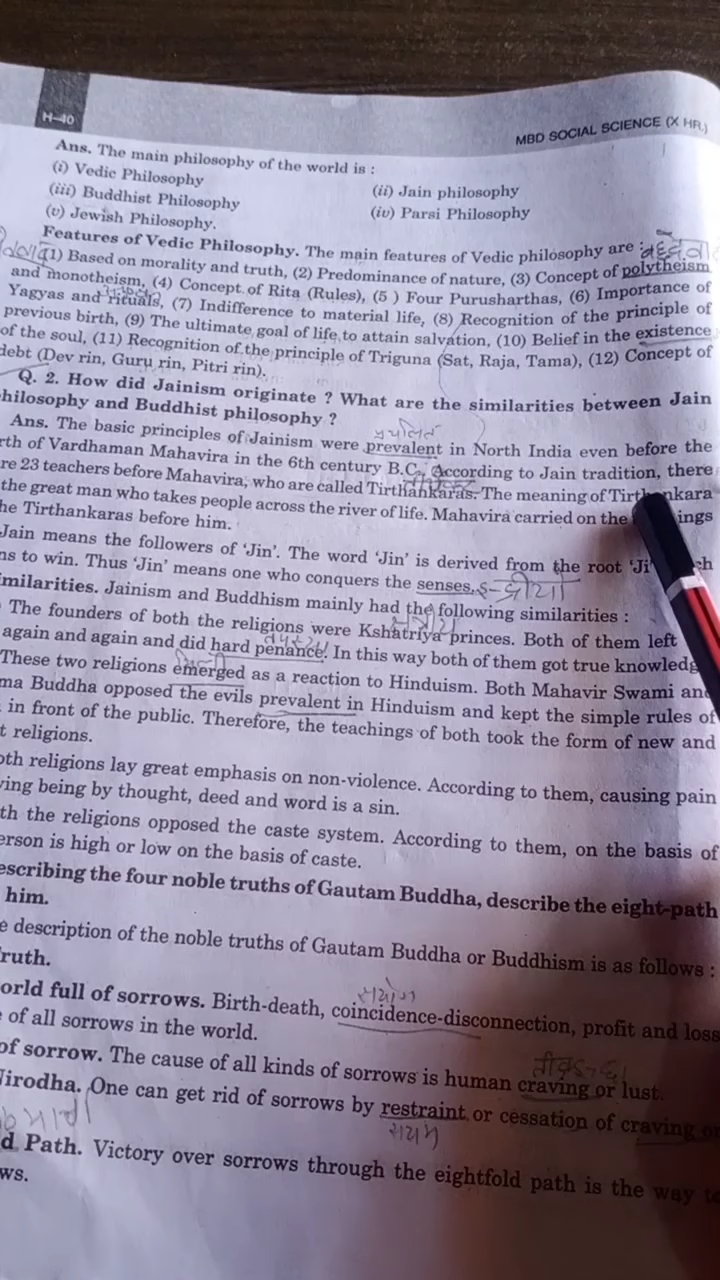 H-40
MBD SOCIAL SCIENCE (X HR.)
Ans. The main philosophy of the world is :
(i) Vedic Philosophy
(ii) Jain philosophy
(iii) Buddhist Philosophy
(iv) Parsi Philosophy
(v) Jewish Philosophy.
Features of Vedic Philosophy. The main features of Vedic philosophy are :
(1) Based on morality and truth, (2) Predominance of nature, (3) Concept of polytheism
and monotheism, (4) Concept of Rita (Rules), (5 ) Four Purusharthas, (6) Importance of
Yagyas and rituals, (7) Indifference to material life, (8) Recognition of the principle of
previous birth, (9) The ultimate goal of life to attain salvation, (10) Belief in the existence
of the soul, (11) Recognition of the principle of Triguna (Sat, Raja, Tama), (12) Concept of
debt (Dev rin, Guru rin, Pitri rin).
Q. 2. How did Jainism originate ? What are the similarities between Jain
hilosophy and Buddhist philosophy ?
Ans. The basic principles of Jainism were prevalent in North India even before the
rth of Vardhaman Mahavira in the 6th century B.C. According to Jain tradition, there
re 23 teachers before Mahavira, who are called Tirthankaras. The meaning of Tirthankara
the great man who takes people across the river of life. Mahavira carried on the ings
he Tirthankaras before him.
Jain means the followers of 'Jin'. The word 'Jin' is derived from the root 'Ji' ch
ns to win. Thus 'Jin' means one who conquers the senses.
milarities. Jainism and Buddhism mainly had the following similarities :
The founders of both the religions were Kshatriya princes. Both of them left
again and again and did hard penance. In this way both of them got true knowledg
These two religions emerged as a reaction to Hinduism. Both Mahavir Swami an
ma Buddha opposed the evils prevalent in Hinduism and kept the simple rules of
in front of the public. Therefore, the teachings of both took the form of new and
t religions.
oth religions lay great emphasis on non-violence. According to them, causing pain
ving being by thought, deed and word is a sin.
th the religions opposed the caste system. According to them, on the basis of
erson is high or low on the basis of caste.
escribing the four noble truths of Gautam Buddha, describe the eight-path
him.
e description of the noble truths of Gautam Buddha or Buddhism is as follows :
ruth.
orld full of sorrows. Birth-death, coincidence-disconnection, profit and loss
of all sorrows in the world.
of sorrow. The cause of all kinds of sorrows is human craving or lust.
Nirodha. One can get rid of sorrows by restraint or cessation of craving o
d Path. Victory over sorrows through the eightfold path is the way t
ws.